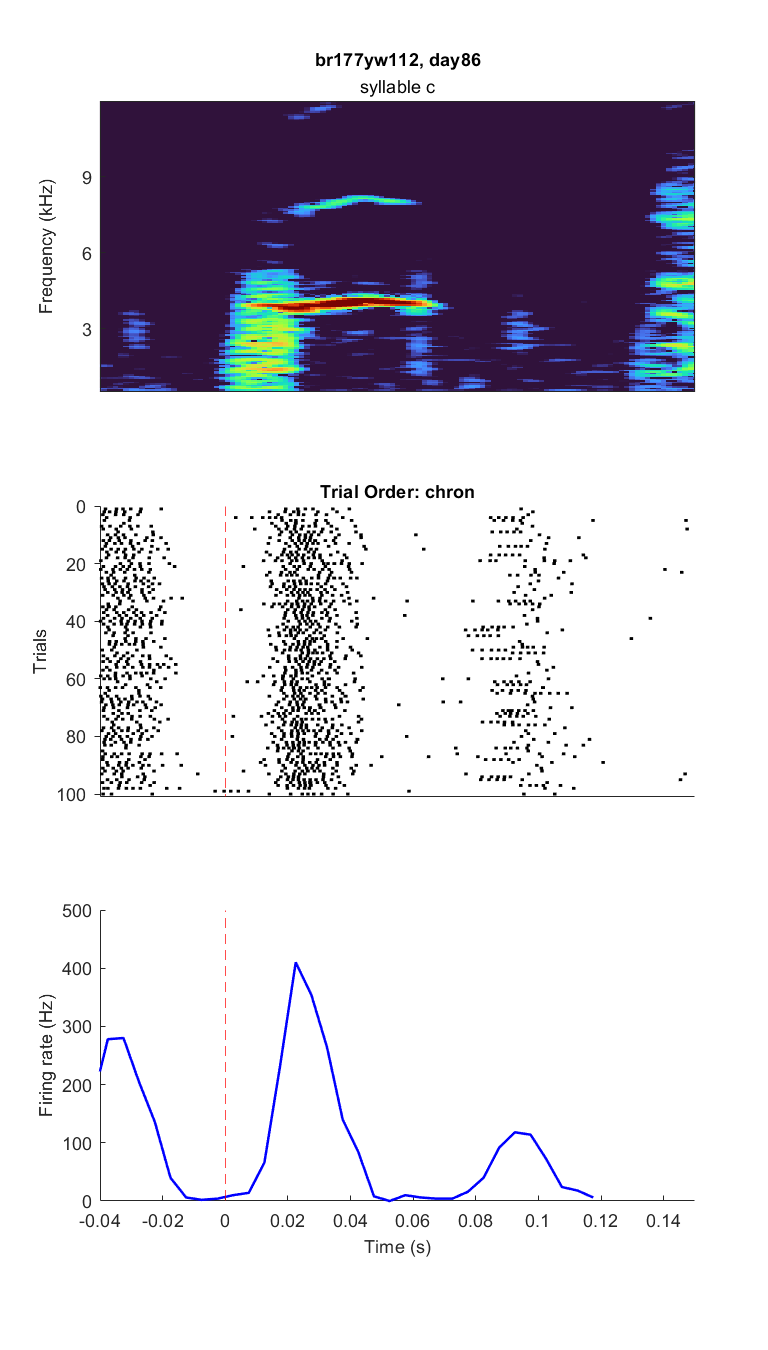 br177yw112, day86
syllable c
Frequency (kHz)
9
6
3
Trial Order: chron
Trials
0
20
40
60
80
100
Firing rate (Hz)
500
400
300
200
100
0
-0.04 -0.02 0 0.02 0.04 0.06 0.08 0.1 0.12 0.14
Time (s)